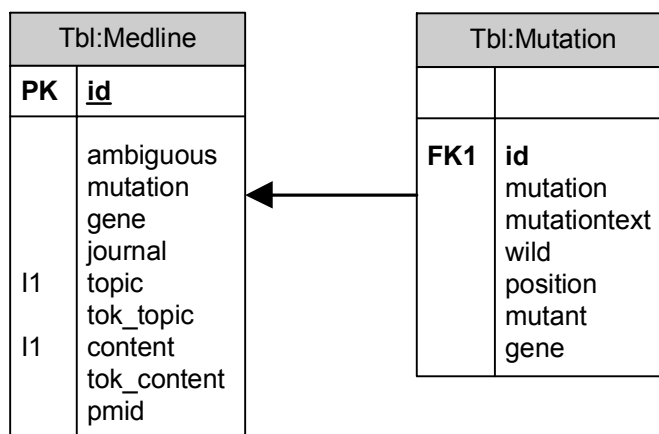 Tbl:Medline
PK id
ambiguous
mutation
gene
journal
I1 topic
tok_topic
I1 content
tok_content
pmid
Tbl:Mutation
FK1 id
mutation
mutationtext
wild
position
mutant
gene